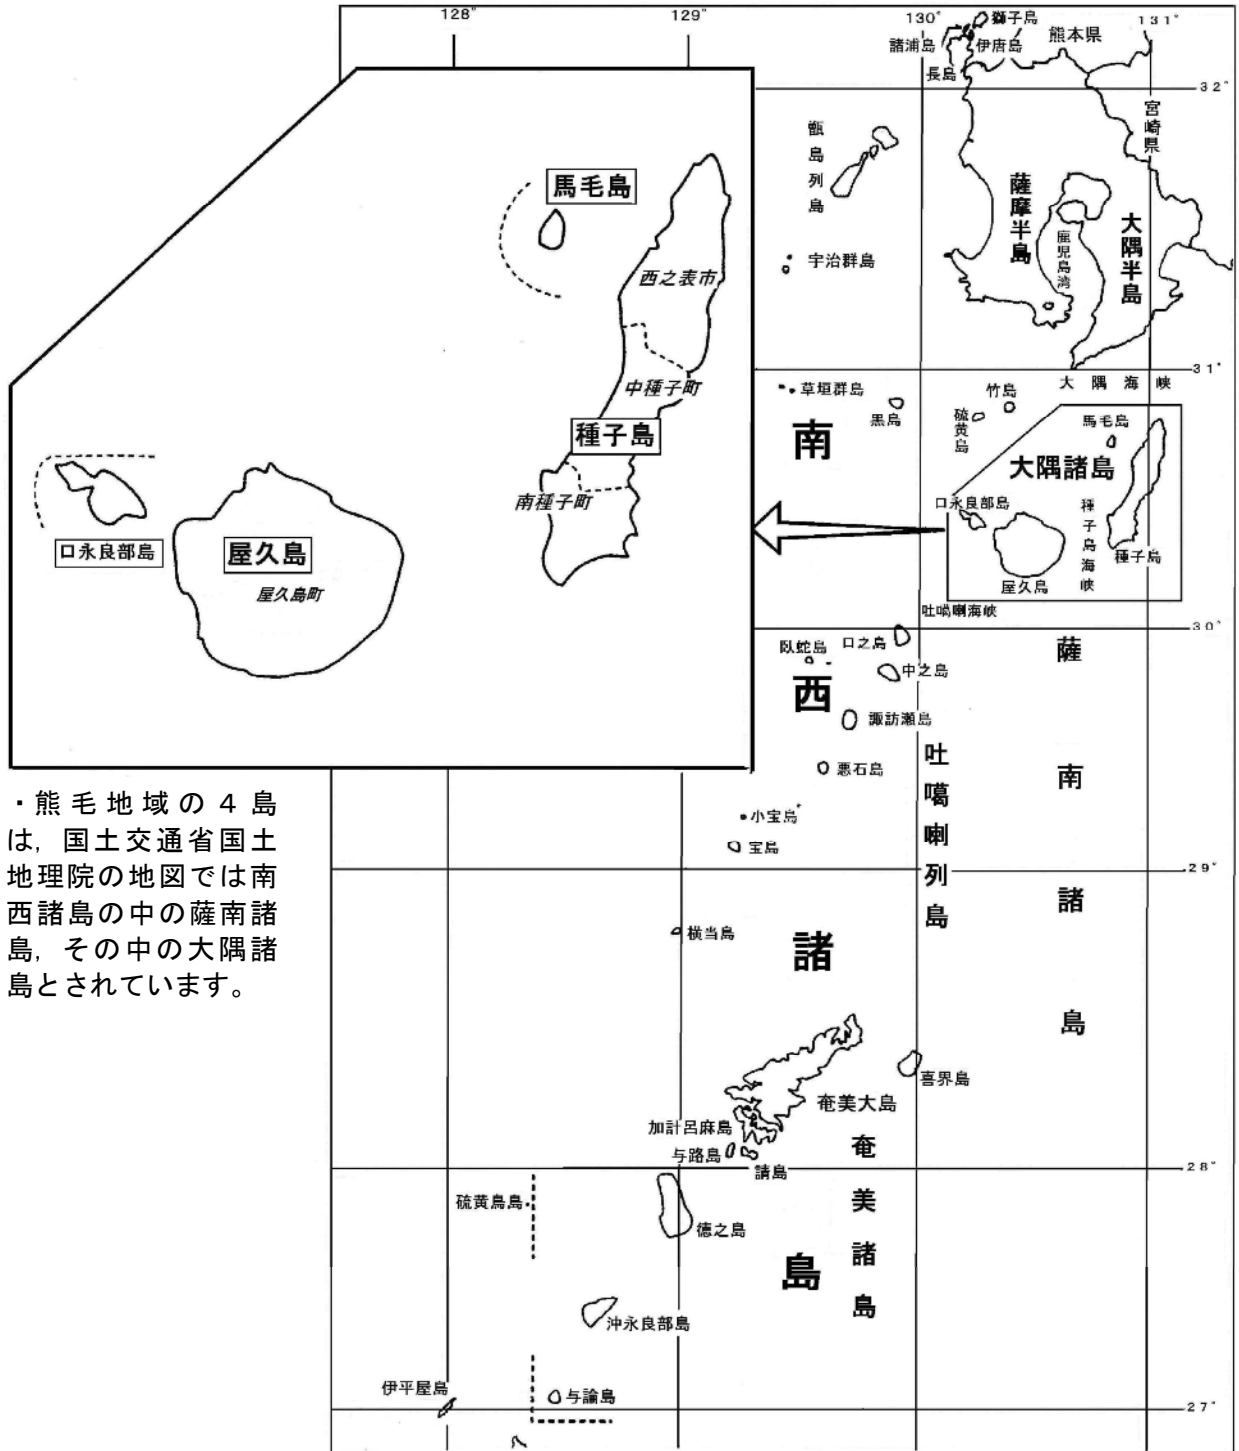 128°
129°
130°
131°
獅子島
諸浦島
伊唐島
熊本県
長島
32°
宮崎県
甑島列島
薩摩半島
鹿児島湾
大隅半島
宇治群島
31°
大隅海峡
草垣群島
黒島
硫黄島
竹島
馬毛島
大隅諸島
口永良部島
種子島海峡
種子島
屋久島
吐噶喇海峡
30°
馬毛島
西之表市
中種子町
種子島
南種子町
口永良部島
屋久島
屋久島町
南西諸島
薩南諸島
臥蛇島
口之島
中之島
諏訪瀬島
吐噶喇列島
悪石島
小宝島
宝島
29°
・熊毛地域の4島
は,国土交通省国土
地理院の地図では南
西諸島の中の薩南諸
島,その中の大隅諸
島とされています。
横当島
喜界島
奄美大島
加計呂麻島
与路島
請島
奄美諸島
28°
硫黄鳥島
徳之島
沖永良部島
伊平屋島
与論島
27°